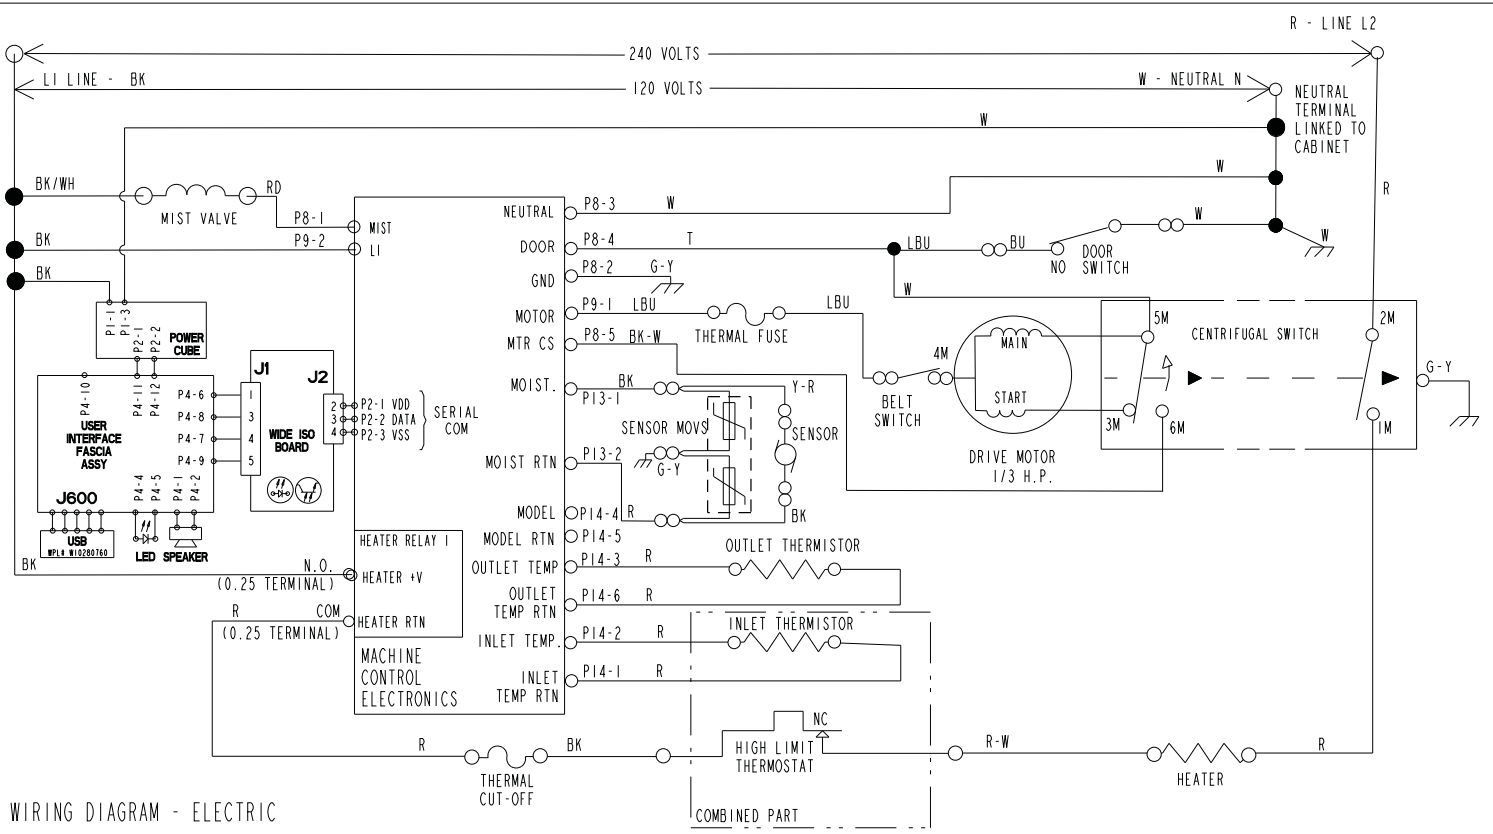 R - LINE L2
240 VOLTS
L1 LINE - BK
W - NEUTRAL N
120 VOLTS
NEUTRAL
TERMINAL
LINKED TO
CABINET
W
BK/WH
RD
MIST VALVE
W
R
P8-1
MIST
BK
P9-2
L1
NEUTRAL
P8-3
W
DOOR
P8-4
T
LBU
BU
NO
DOOR
SWITCH
W
W
BK
GND
P8-2
G-Y
W
P1-1
P1-3
P2-1
P2-2
POWER
CUBE
MOTOR
P9-1
LBU
THERMAL FUSE
LBU
MTR CS
P8-5
BK-W
5M
CENTRIFUGAL SWITCH
2M
MAIN
START
4M
G-Y
J1
J2
P4-10
P4-11
P4-12
P4-6
1
P4-8
3
P4-7
4
P4-9
5
USER
INTERFACE
FASCIA
ASSY
WIDE ISO
BOARD
2
P2-1 VDD
3
P2-2 DATA
4
P2-3 VSS
SERIAL
COM
MOIST.
BK
P13-1
Y-R
BELT
SWITCH
3M
6M
1M
SENSOR MOVS
SENSOR
DRIVE MOTOR
1/3 H.P.
MOIST RTN
P13-2
G-Y
P4-4
P4-5
P4-1
P4-2
J600
USB
WPL# W10280760
LED
SPEAKER
MODEL
P14-4
R
BK
MODEL RTN
P14-5
HEATER RELAY 1
BK
N.O.
(0.25 TERMINAL)
HEATER +V
OUTLET TEMP
P14-3
R
OUTLET THERMISTOR
OUTLET
TEMP RTN
P14-6
R
R
COM
(0.25 TERMINAL)
HEATER RTN
INLET TEMP.
P14-2
R
INLET THERMISTOR
MACHINE
CONTROL
ELECTRONICS
INLET
TEMP RTN
P14-1
R
R
THERMAL
CUT-OFF
BK
NC
HIGH LIMIT
THERMOSTAT
R-W
HEATER
R
COMBINED PART
WIRING DIAGRAM - ELECTRIC